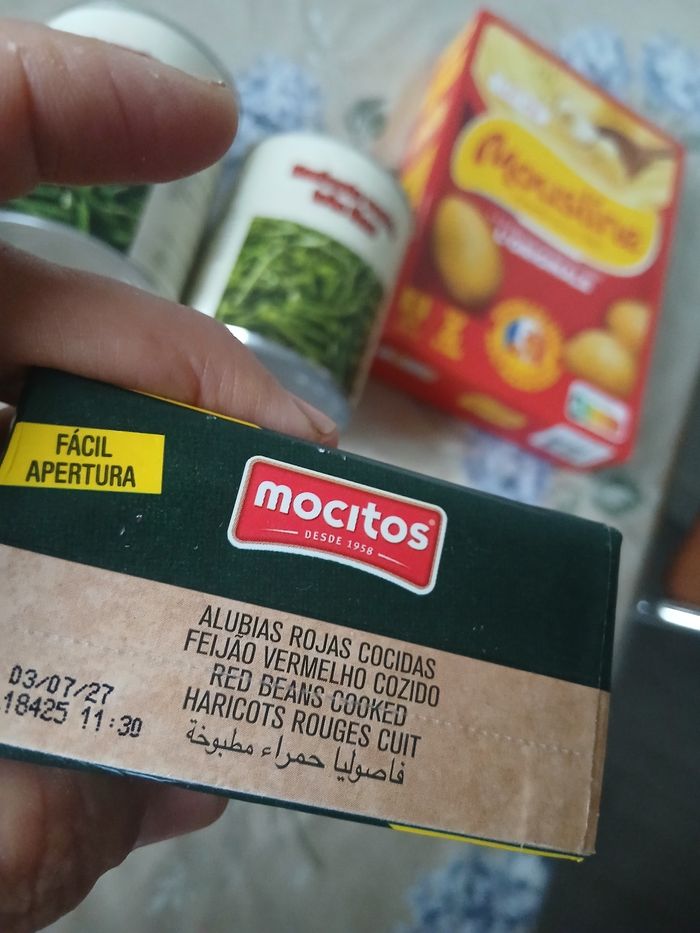 Mousline
L'ORIGINALE
FÁCIL
APERTURA
mocitos
DESDE 1958
ALUBIAS ROJAS COCIDAS
FEIJÃO VERMELHO COZIDO
RED BEANS COOKED
HARICOTS ROUGES CUIT
فاصوليا حمراء مطبوخة
03/07/27
18425 11:30